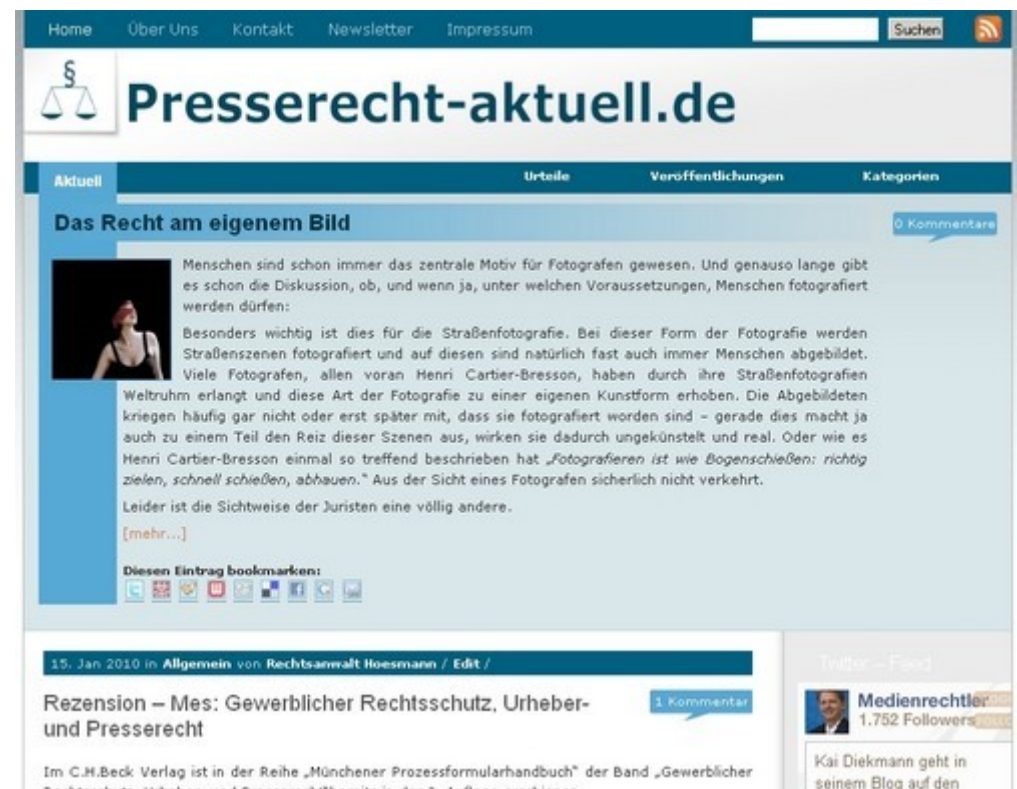 Home Über Uns Kontakt Newsletter Impressum Suchen
§
Presserecht-aktuell.de
Aktuell Urteile Veröffentlichungen Kategorien
Das Recht am eigenem Bild
0 Kommentare
Menschen sind schon immer das zentrale Motiv für Fotografen gewesen. Und genauso lange gibt
es schon die Diskussion, ob, und wenn ja, unter welchen Voraussetzungen, Menschen fotografiert
werden dürfen:
Besonders wichtig ist dies für die Straßenfotografie. Bei dieser Form der Fotografie werden
Straßenszenen fotografiert und auf diesen sind natürlich fast auch immer Menschen abgebildet.
Viele Fotografen, allen voran Henri Cartier-Bresson, haben durch ihre Straßenfotografien
Weltruhm erlangt und diese Art der Fotografie zu einer eigenen Kunstform erhoben. Die Abgebildeten
kriegen häufig gar nicht oder erst später mit, dass sie fotografiert worden sind – gerade dies macht ja
auch zu einem Teil den Reiz dieser Szenen aus, wirken sie dadurch ungekünstelt und real. Oder wie es
Henri Cartier-Bresson einmal so treffend beschrieben hat „Fotografieren ist wie Bogenschießen: richtig
zielen, schnell schießen, abhauen." Aus der Sicht eines Fotografen sicherlich nicht verkehrt.
Leider ist die Sichtweise der Juristen eine völlig andere.
[mehr...]
Diesen Eintrag bookmarken:
15. Jan 2010 in Allgemein von Rechtsanwalt Hoesmann / Edit /
Rezension – Mes: Gewerblicher Rechtsschutz, Urheber-
und Presserecht
1 Kommentar
Im C.H.Beck Verlag ist in der Reihe „Münchener Prozessformularhandbuch" der Band „Gewerblicher
Twitter – Feed
Medienrechtler
1.752 Followers
Kai Diekmann geht in
seinem Blog auf den